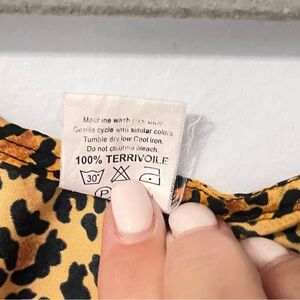 Machine wash
Gentle cycle with similar colors.
Tumble dry low Cool iron.
Do not chlorine bleach.
100% TERRIVOILE
30°
P